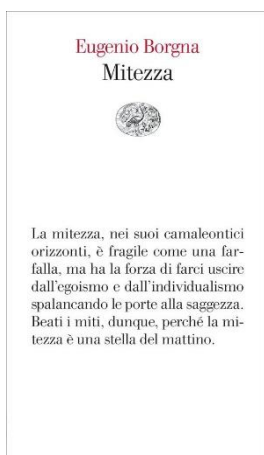 Eugenio Borgna
Mitezza
La mitezza, nei suoi camaleontici
orizzonti, è fragile come una far-
falla, ma ha la forza di farci uscire
dall'egoismo e dall'individualismo
spalancando le porte alla saggezza.
Beati i miti, dunque, perché la mi-
tezza è una stella del mattino.